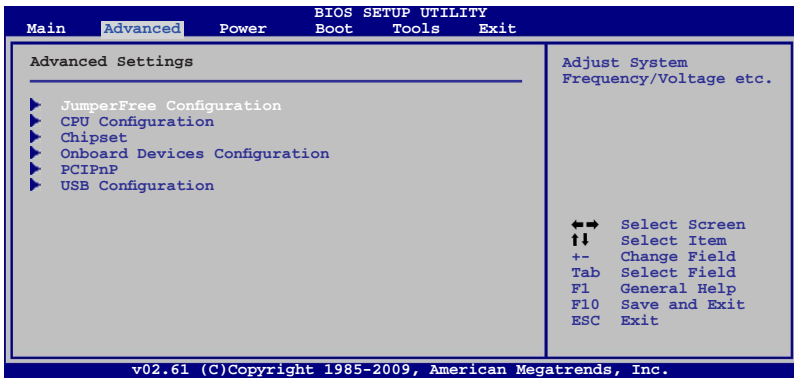 BIOS SETUP UTILITY
Main Advanced Power Boot Tools Exit
Advanced Settings
JumperFree Configuration
CPU Configuration
Chipset
Onboard Devices Configuration
PCIPnP
USB Configuration
Adjust System
Frequency/Voltage etc.
←→ Select Screen
↑↓ Select Item
+- Change Field
Tab Select Field
F1 General Help
F10 Save and Exit
ESC Exit
v02.61 (C)Copyright 1985-2009, American Megatrends, Inc.